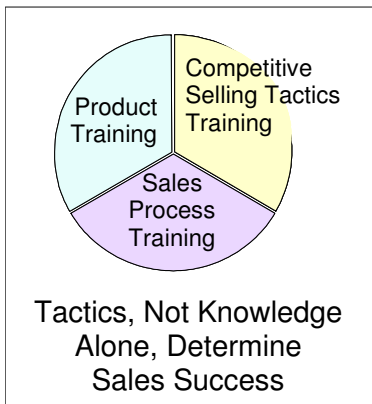 Product
Training
Competitive
Selling Tactics
Training
Sales
Process
Training
Tactics, Not Knowledge
Alone, Determine
Sales Success